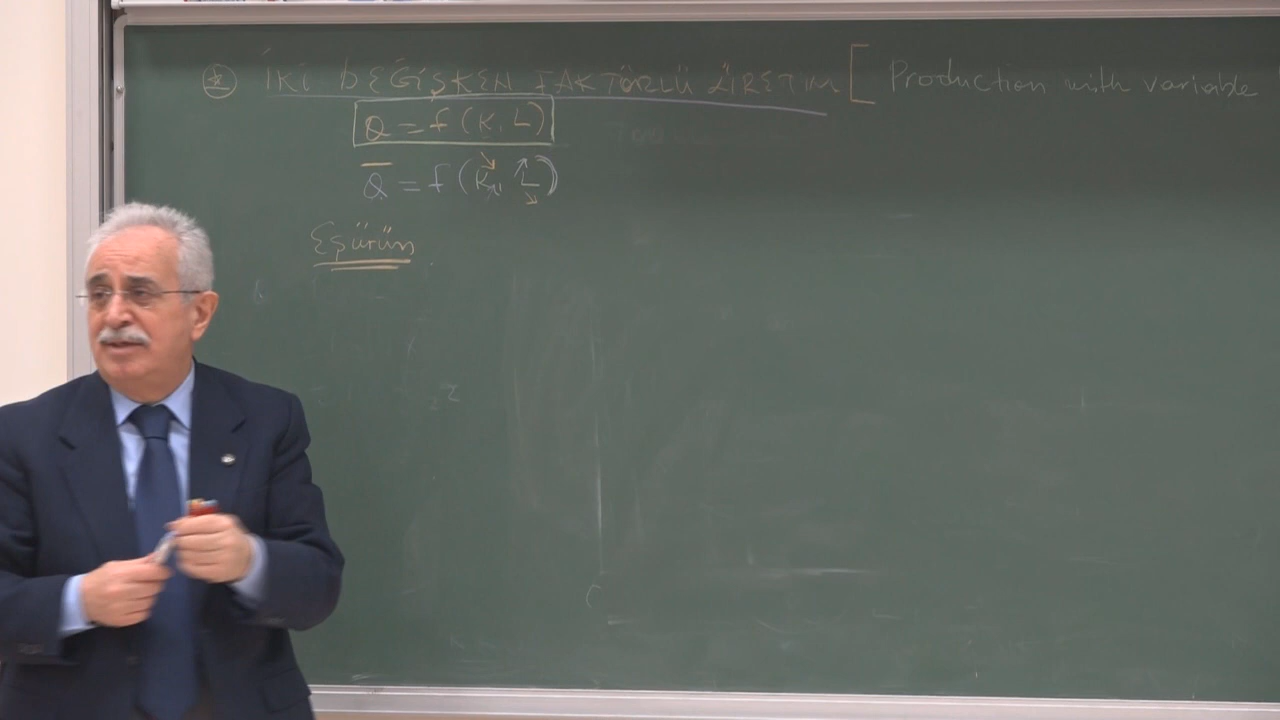 * İKİ DEĞİŞKEN FAKTÖRLÜ ÜRETİM [ Production with variable
Q = f (K, L)
Q̅ = f (K, L)
Eşürün